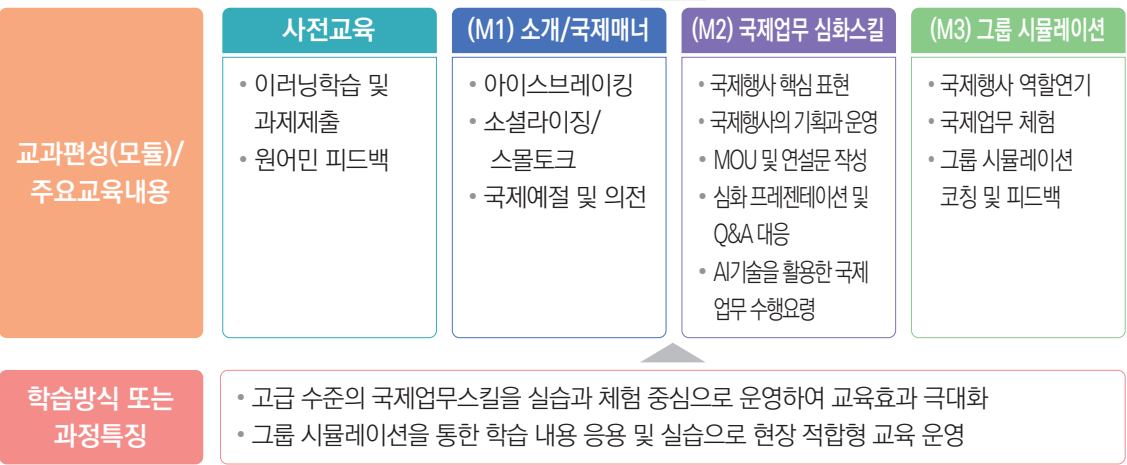 교과편성(모듈)/
주요교육내용
사전교육
• 이러닝학습 및
과제제출
• 원어민 피드백
(M1) 소개/국제매너
• 아이스브레이킹
• 소셜라이징/
스몰토크
• 국제예절 및 의전
(M2) 국제업무 심화스킬
• 국제행사 핵심 표현
• 국제행사의 기획과 운영
• MOU 및 연설문 작성
• 심화 프레젠테이션 및
Q&A 대응
• AI기술을 활용한 국제
업무 수행요령
(M3) 그룹 시뮬레이션
• 국제행사 역할연기
• 국제업무 체험
• 그룹 시뮬레이션
코칭 및 피드백
학습방식 또는
과정특징
• 고급 수준의 국제업무스킬을 실습과 체험 중심으로 운영하여 교육효과 극대화
• 그룹 시뮬레이션을 통한 학습 내용 응용 및 실습으로 현장 적합형 교육 운영